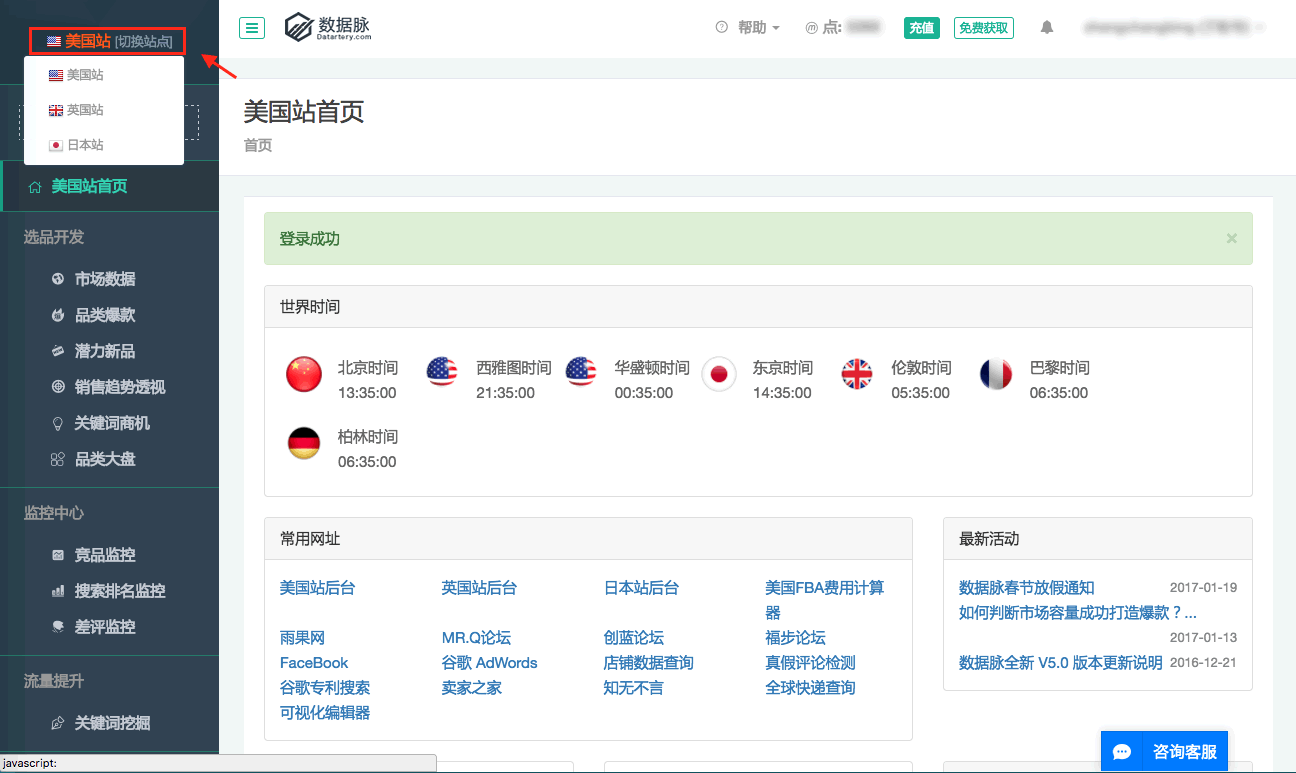 美国站 [切换站点]
美国站
英国站
日本站
美国站首页
选品开发
市场数据
品类爆款
潜力新品
销售趋势透视
关键词商机
品类大盘
监控中心
竞品监控
搜索排名监控
差评监控
流量提升
关键词挖掘
javascript:
数据脉
Datartery.com
帮助
点:
充值
免费获取
美国站首页
首页
登录成功
×
世界时间
北京时间 西雅图时间 华盛顿时间 东京时间 伦敦时间 巴黎时间
13:35:00 21:35:00 00:35:00 14:35:00 05:35:00 06:35:00
柏林时间
06:35:00
常用网址
美国站后台 英国站后台 日本站后台 美国FBA费用计算
器
雨果网 MR.Q论坛 创蓝论坛 福步论坛
FaceBook 谷歌 AdWords 店铺数据查询 真假评论检测
谷歌专利搜索 卖家之家 知无不言 全球快递查询
可视化编辑器
最新活动
数据脉春节放假通知 2017-01-19
如何判断市场容量成功打造爆款？...
2017-01-13
数据脉全新 V5.0 版本更新说明 2016-12-21
咨询客服